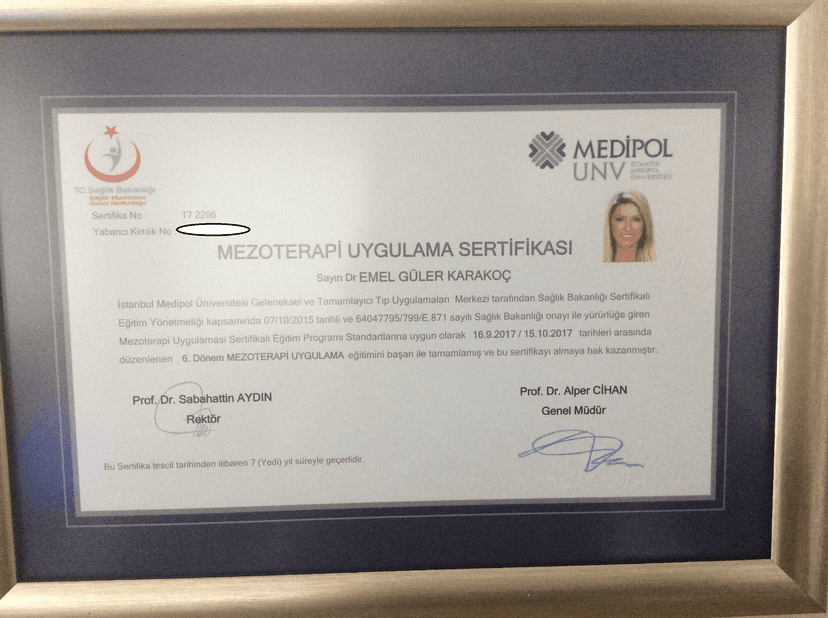 T.C. Sağlık Bakanlığı
Sağlık Hizmetleri
Genel Müdürlüğü
MEDİPOL
UNV İSTANBUL
MEDİPOL
ÜNİVERSİTESİ
Sertifika No : 17.2296
Yabancı Kimlik No
MEZOTERAPİ UYGULAMA SERTİFİKASI
Sayın Dr EMEL GÜLER KARAKOÇ
İstanbul Medipol Üniversitesi Geleneksel ve Tamamlayıcı Tıp Uygulamaları Merkezi tarafından Sağlık Bakanlığı Sertifikalı
Eğitim Yönetmeliği kapsamında 07/10/2015 tarihli ve 64047795/799/E.871 sayılı Sağlık Bakanlığı onayı ile yürürlüğe giren
Mezoterapi Uygulaması Sertifikalı Eğitim Programı Standartlarına uygun olarak 16.9.2017 / 15.10.2017 tarihleri arasında
düzenlenen 6. Dönem MEZOTERAPİ UYGULAMA eğitimini başarı ile tamamlamış ve bu sertifikayı almaya hak kazanmıştır.
Prof. Dr. Sabahattin AYDIN
Rektör
Prof. Dr. Alper CİHAN
Genel Müdür
Bu Sertifika tescil tarihinden itibaren 7 (Yedi) yıl süreyle geçerlidir.